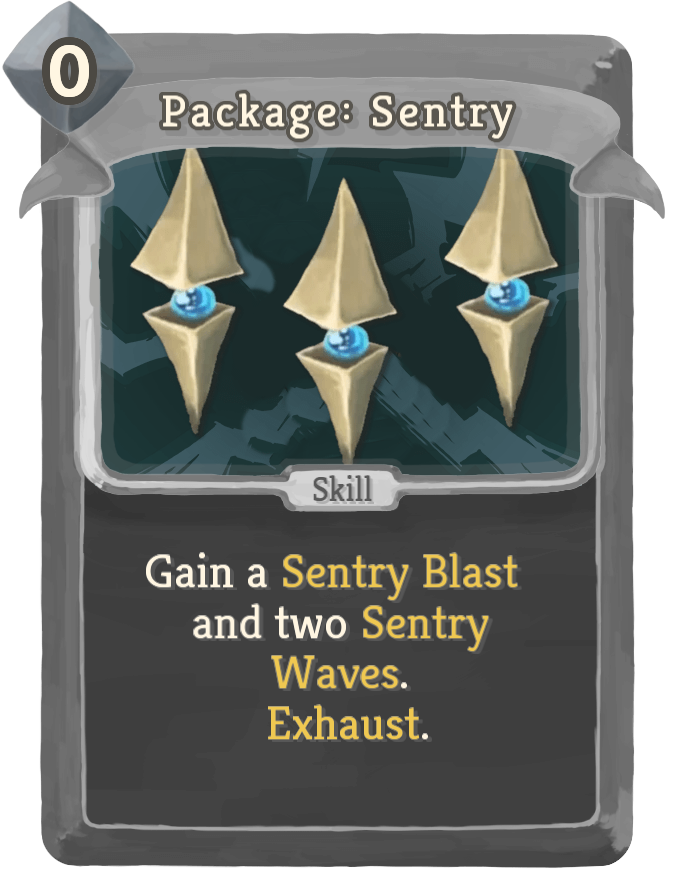 0
Package: Sentry
Skill
Gain a Sentry Blast
and two Sentry
Waves.
Exhaust.